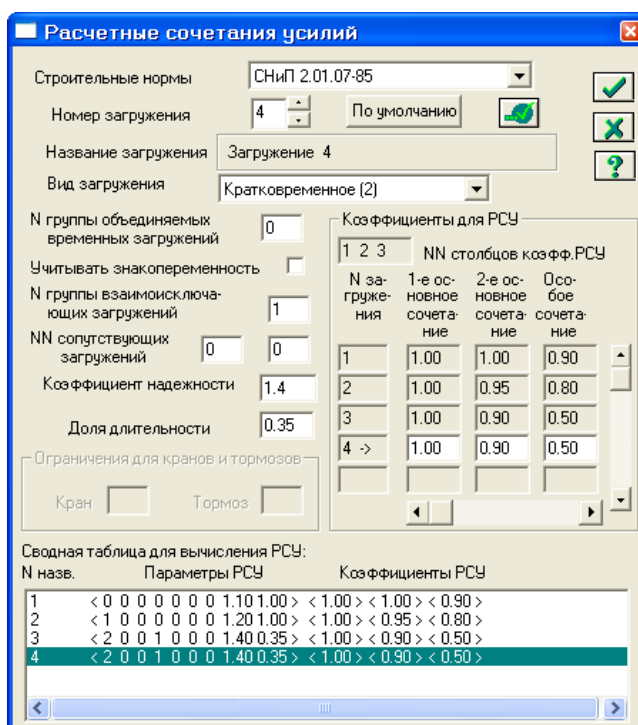 Расчетные сочетания усилий
Строительные нормы СНиП 2.01.07-85
Номер загружения 4 По умолчанию
Название загружения Загружение 4
Вид загружения Кратковременное (2)
N группы объединяемых
временных загружений 0
Учитывать знакопеременность
N группы взаимоисключа-
ющих загружений 1
NN сопутствующих
загружений 0 0
Коэффициент надежности 1.4
Доля длительности 0.35
Ограничения для кранов и тормозов
Кран Тормоз
Коэффициенты для РСУ
1 2 3 NN столбцов коэфф.РСУ
N за- 1-е ос- 2-е ос- Осо-
груже- новное новное бое
ния сочета- сочета- сочета-
ние ние ние
1 1.00 1.00 0.90
2 1.00 0.95 0.80
3 1.00 0.90 0.50
4 -> 1.00 0.90 0.50
Сводная таблица для вычисления РСУ:
N назв. Параметры РСУ Коэффициенты РСУ
1 < 0 0 0 0 0 0 0 1.10 1.00 > < 1.00 > < 1.00 > < 0.90 >
2 < 1 0 0 0 0 0 0 1.20 1.00 > < 1.00 > < 0.95 > < 0.80 >
3 < 2 0 0 1 0 0 0 1.40 0.35 > < 1.00 > < 0.90 > < 0.50 >
4 < 2 0 0 1 0 0 0 1.40 0.35 > < 1.00 > < 0.90 > < 0.50 >